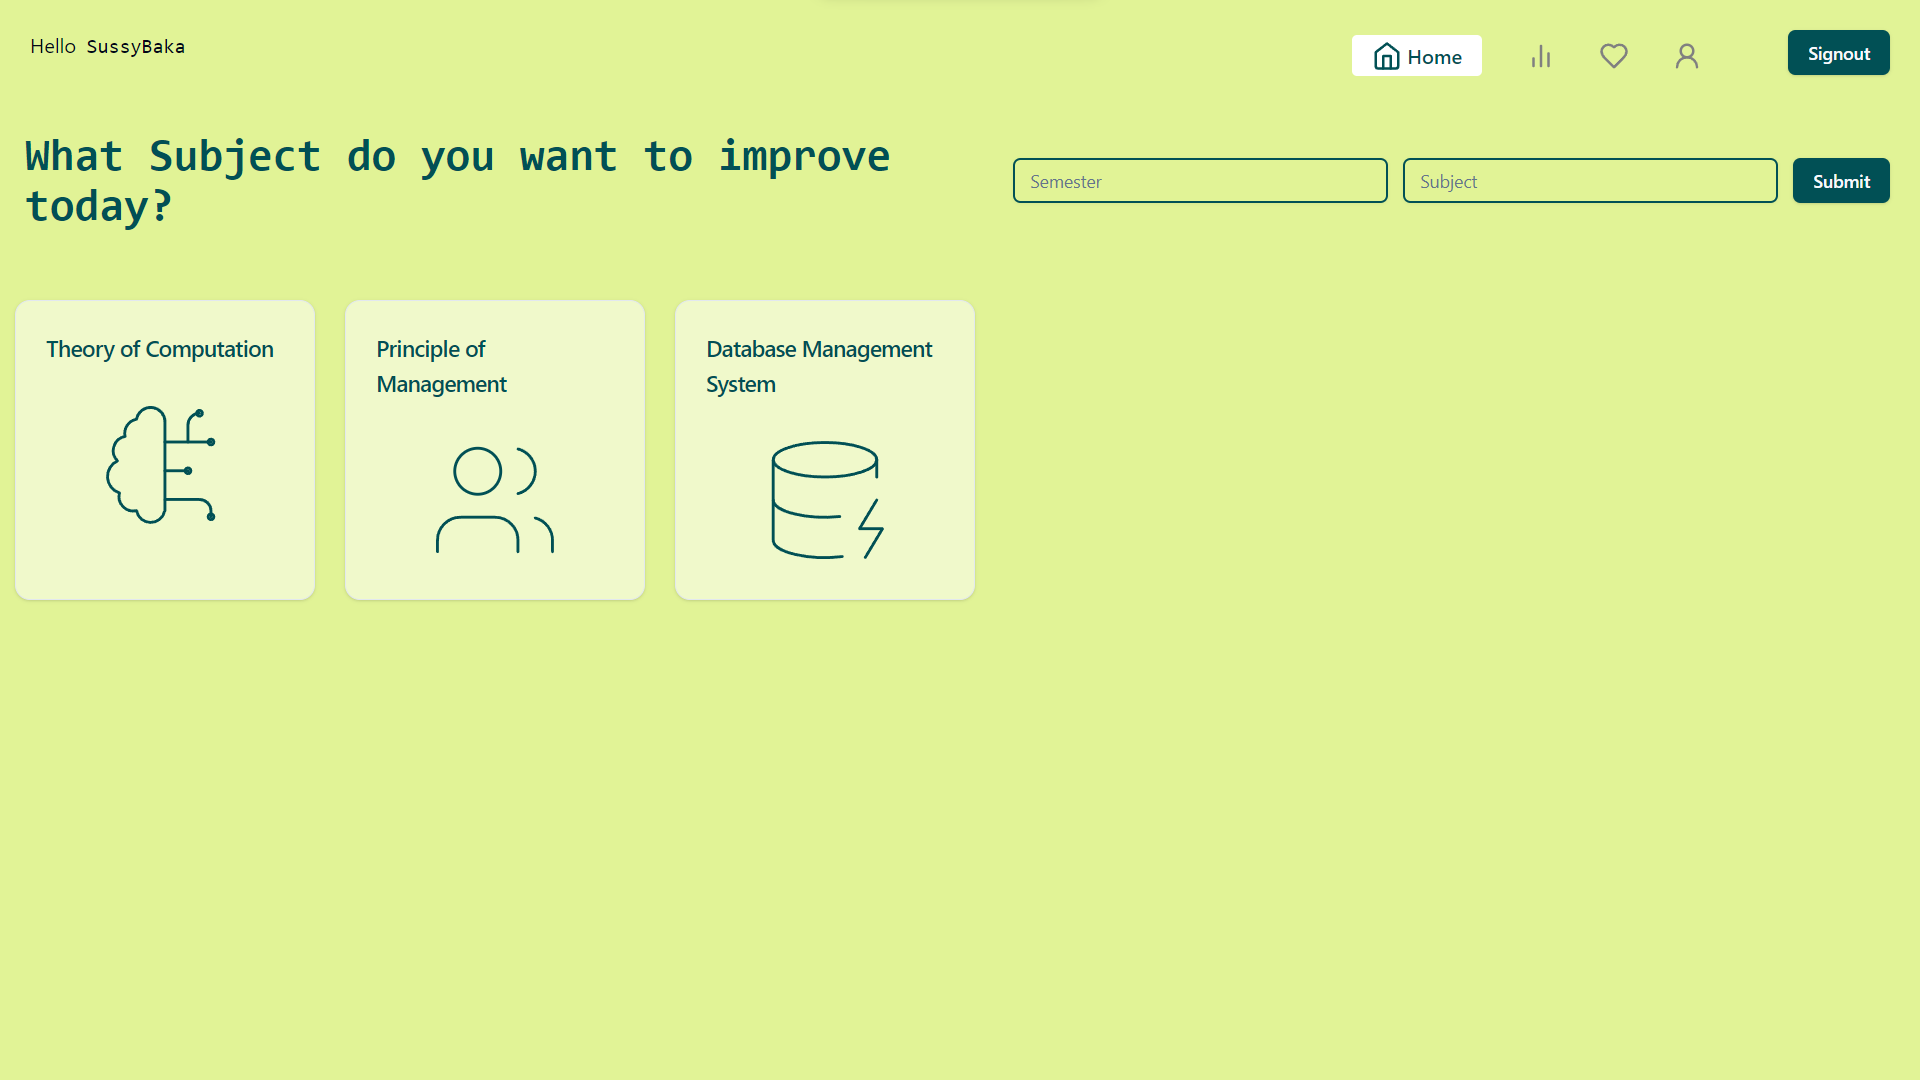 Hello SussyBaka
Home
Signout
What Subject do you want to improve
today?
Semester
Subject
Submit
Theory of Computation
Principle of
Management
Database Management
System